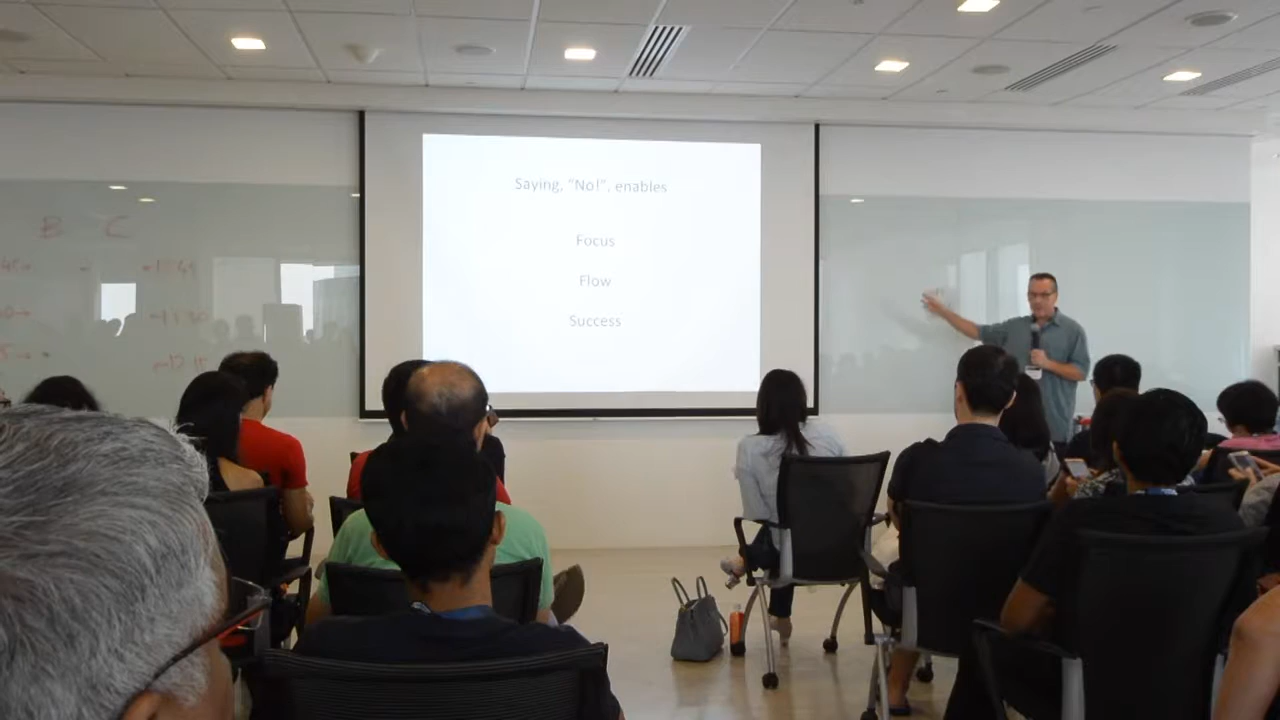 Saying, “No!”, enables
Focus
Flow
Success
B C